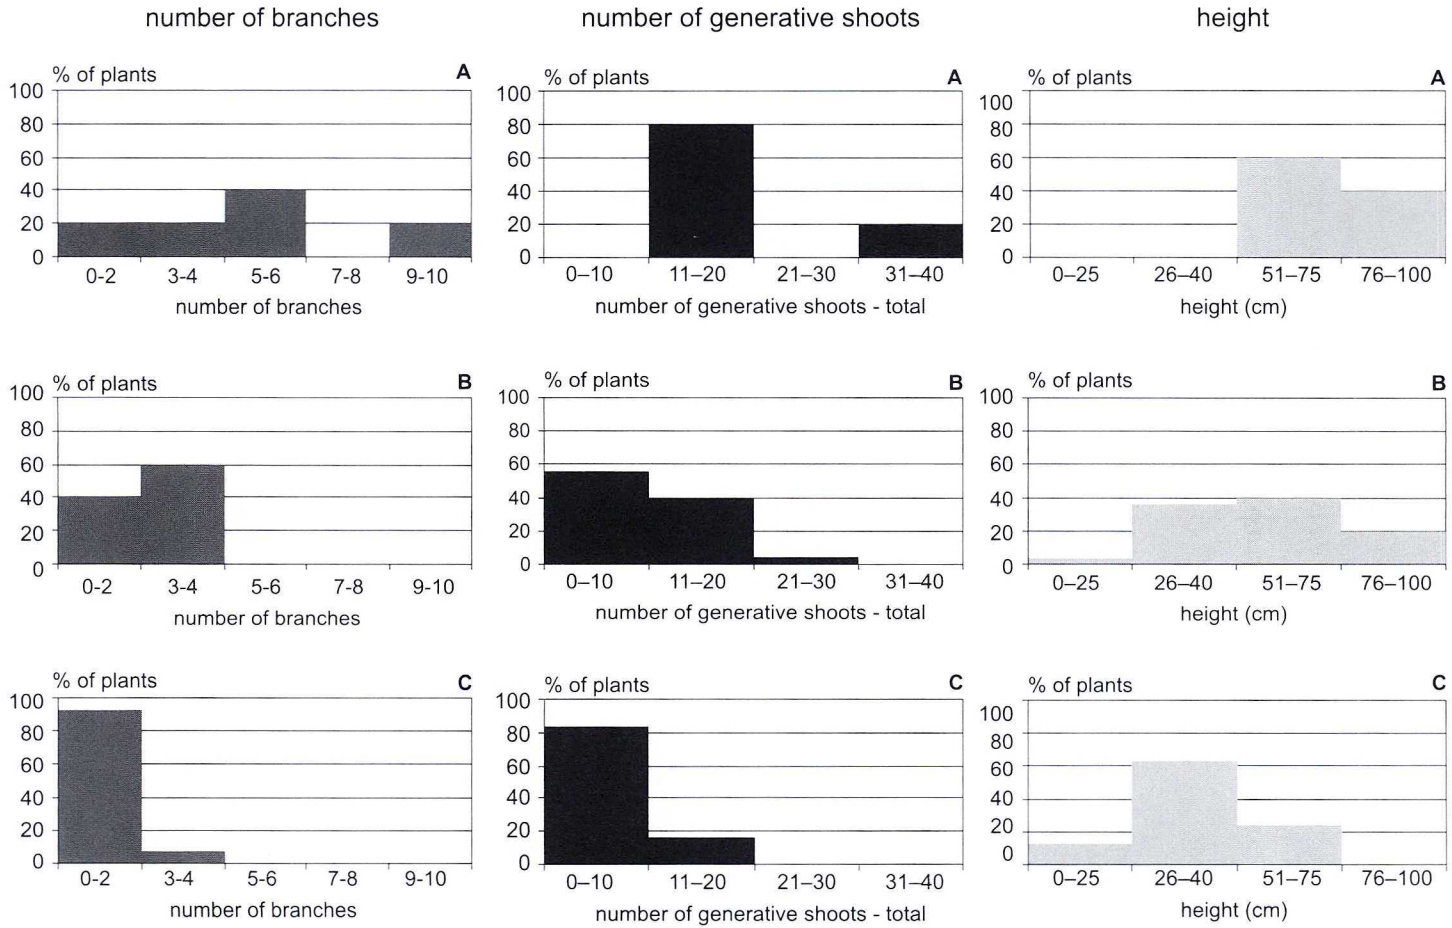 number of branches number of generative shoots height
% of plants A % of plants A % of plants A
100 100 100
80 80 80
60 60 60
40 40 40
20 20 20
0 0 0
0-2 3-4 5-6 7-8 9-10 0–10 11–20 21–30 31–40 0–25 26–40 51–75 76–100
number of branches number of generative shoots - total height (cm)
% of plants B % of plants B % of plants B
100 100 100
80 80 80
60 60 60
40 40 40
20 20 20
0 0 0
0-2 3-4 5-6 7-8 9-10 0–10 11–20 21–30 31–40 0–25 26–40 51–75 76–100
number of branches number of generative shoots - total height (cm)
% of plants C % of plants C % of plants C
100 100 100
80 80 80
60 60 60
40 40 40
20 20 20
0 0 0
0-2 3-4 5-6 7-8 9-10 0–10 11–20 21–30 31–40 0–25 26–40 51–75 76–100
number of branches number of generative shoots - total height (cm)